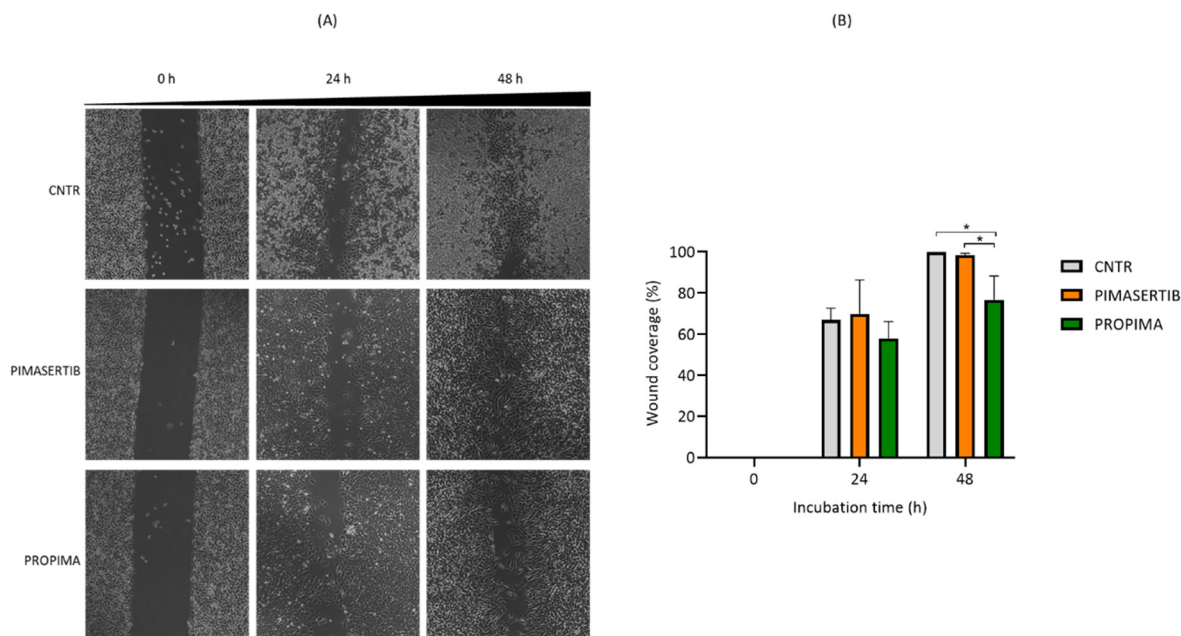 (A)
0 h 24 h 48 h
CNTR
PIMASERTIB
PROPIMA
(B)
Wound coverage (%)
100
80
60
40
20
0
* 
*
0 24 48
Incubation time (h)
CNTR
PIMASERTIB
PROPIMA